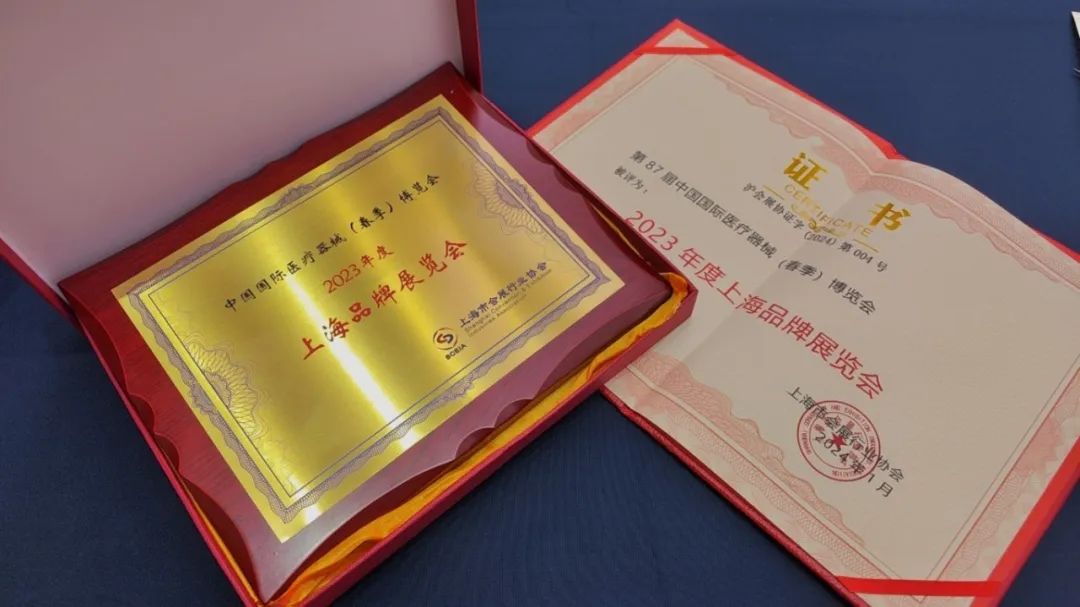 中国国际医疗器械（春季）博览会
2023年度
上海品牌展览会
SCEIA
上海市会展行业协会
Shanghai Convention & Exhibition
Industries Association
证书
CERTIFICATE
沪会展协证字(2024)第004号
第87届中国国际医疗器械（春季）博览会
被评为：
2023年度上海品牌展览会
上海市会展行业协会
2024年1月